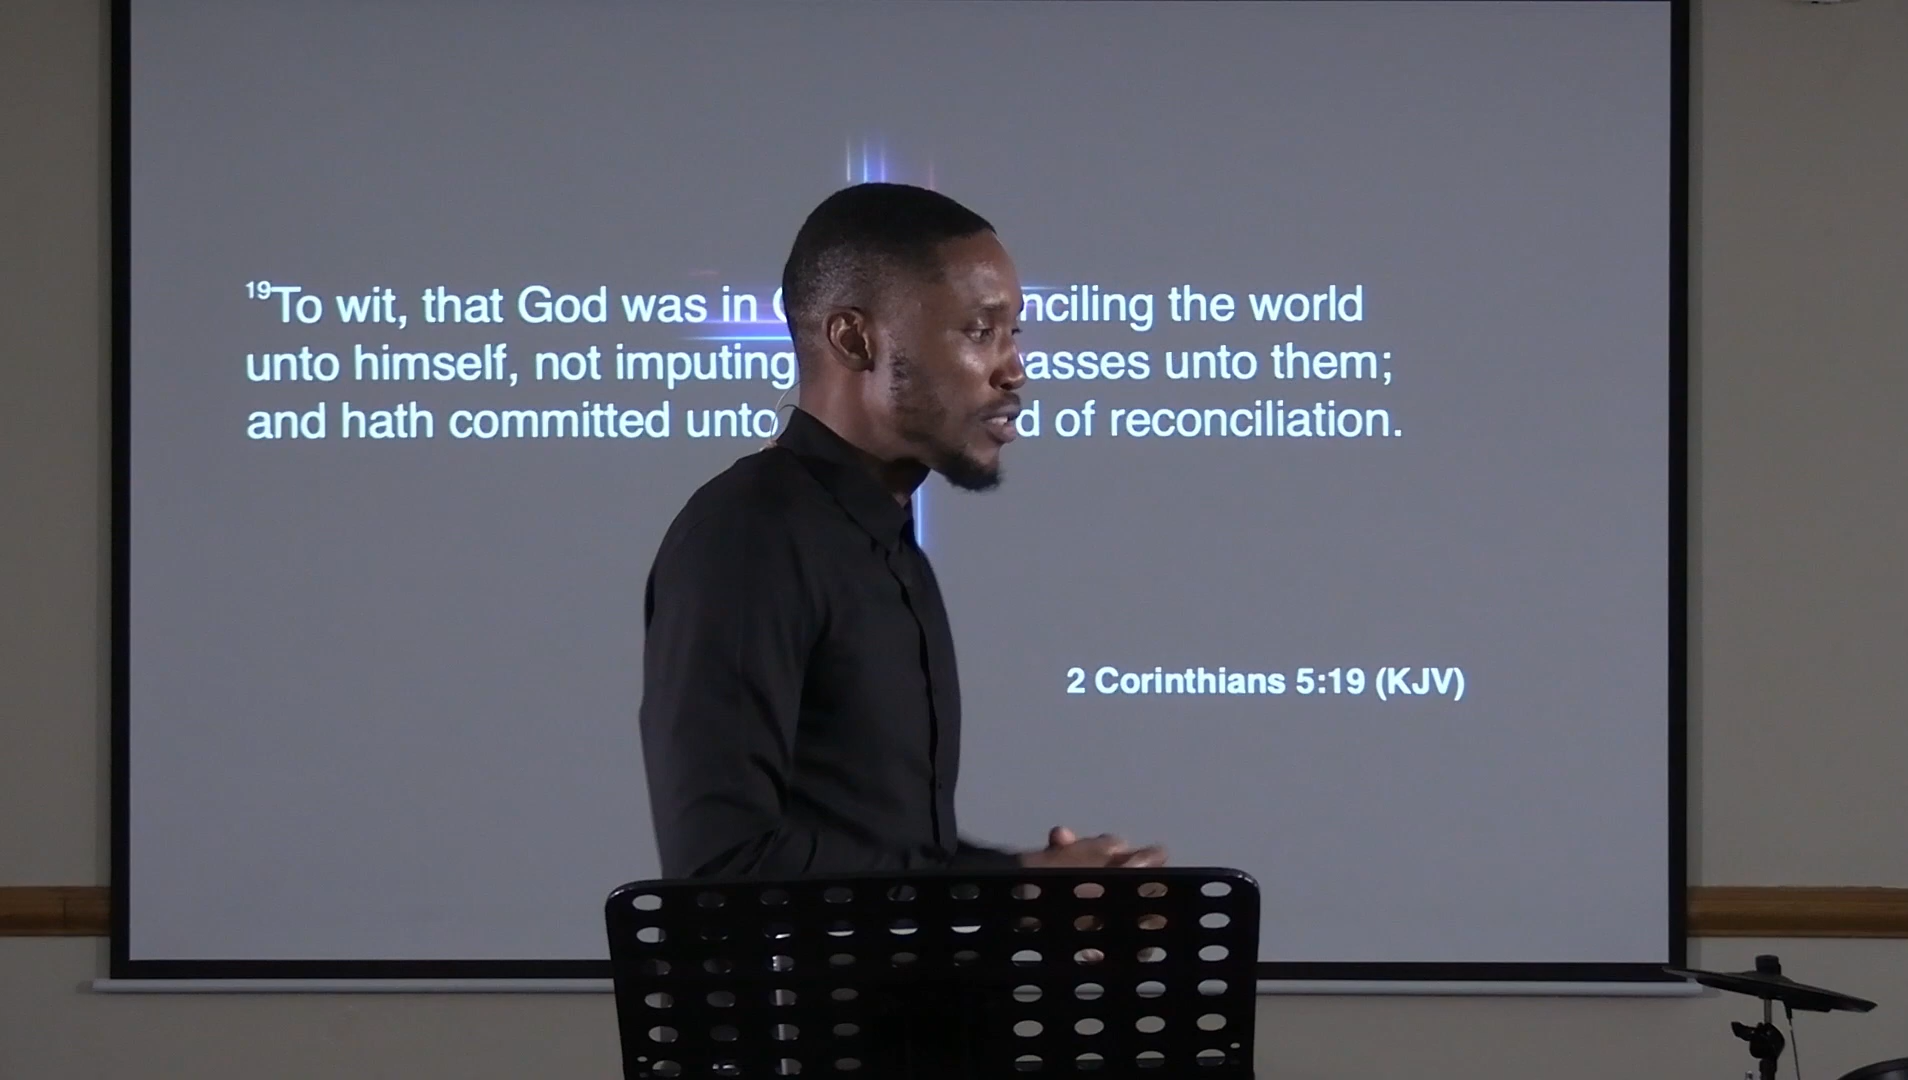 19To wit, that God was in nciling the world
unto himself, not imputing asses unto them;
and hath committed unto d of reconciliation.
2 Corinthians 5:19 (KJV)